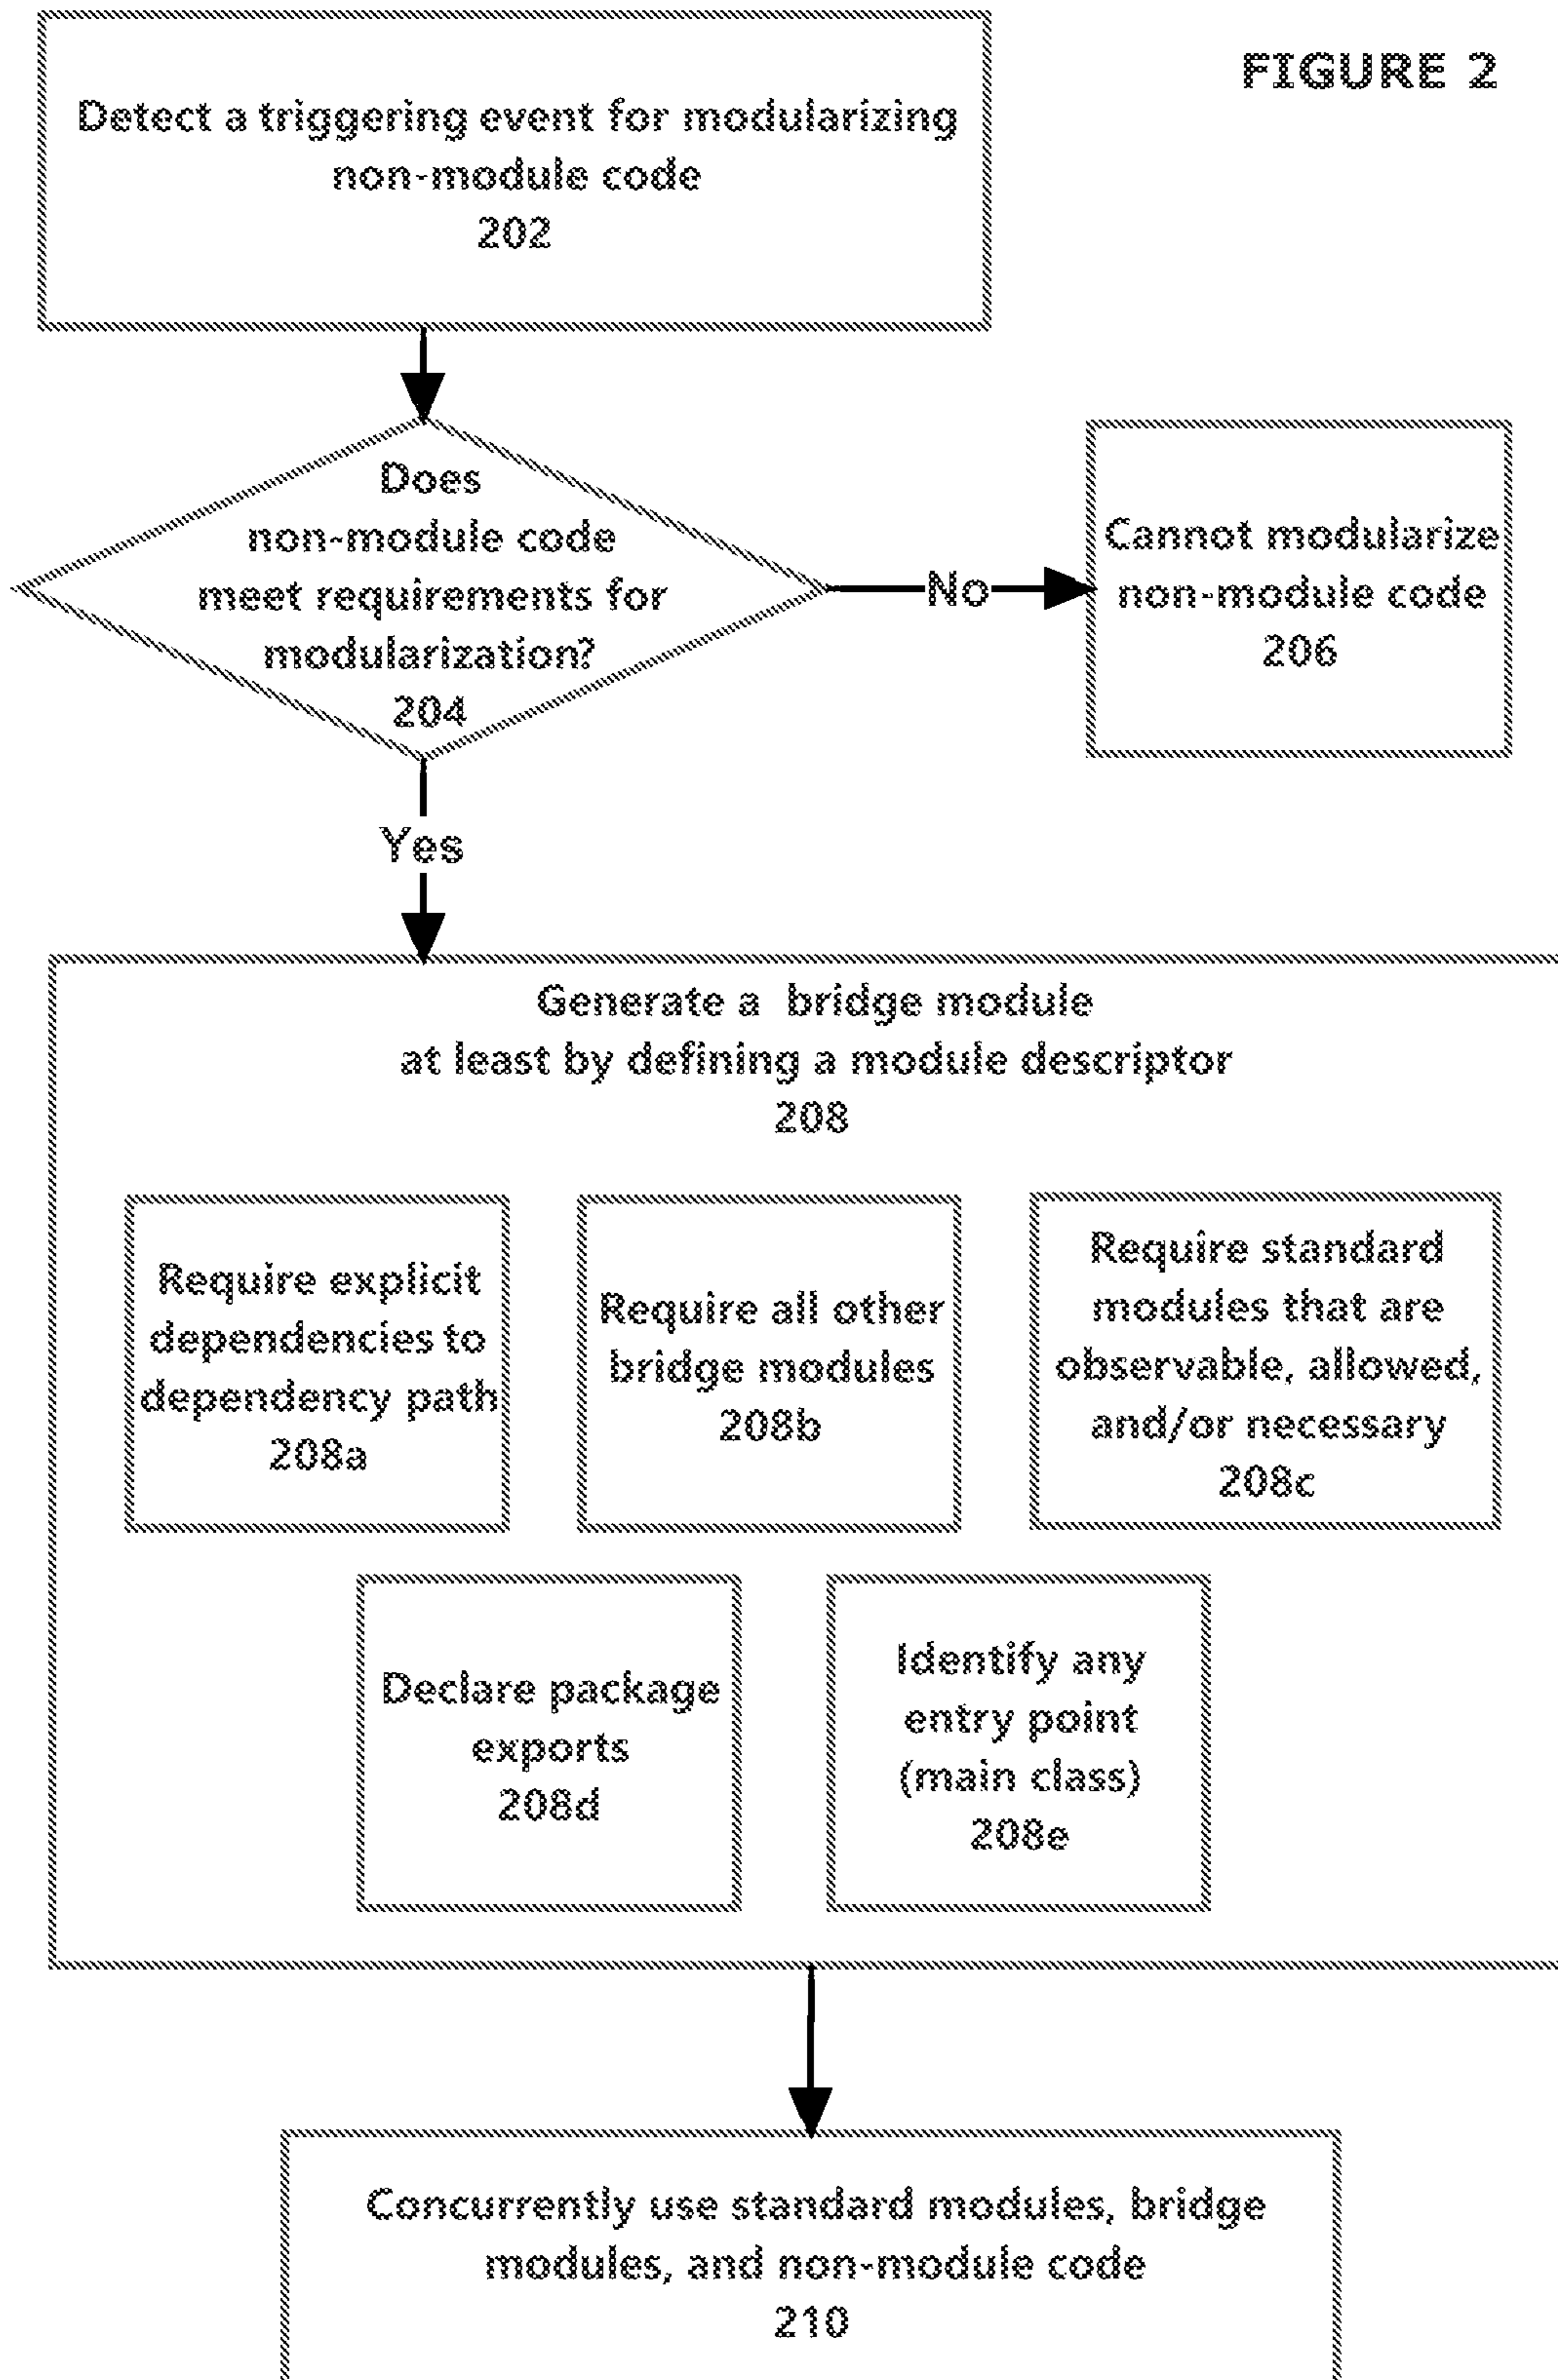 FIGURE 2
Detect a triggering event for modularizing
non-module code
202
Does
non-module code
meet requirements for
modularization?
204
No
Cannot modularize
non-module code
206
Yes
Generate a bridge module
at least by defining a module descriptor
208
Require explicit
dependencies to
dependency path
208a
Require all other
bridge modules
208b
Require standard
modules that are
observable, allowed,
and/or necessary
208c
Declare package
exports
208d
Identify any
entry point
(main class)
208e
Concurrently use standard modules, bridge
modules, and non-module code
210